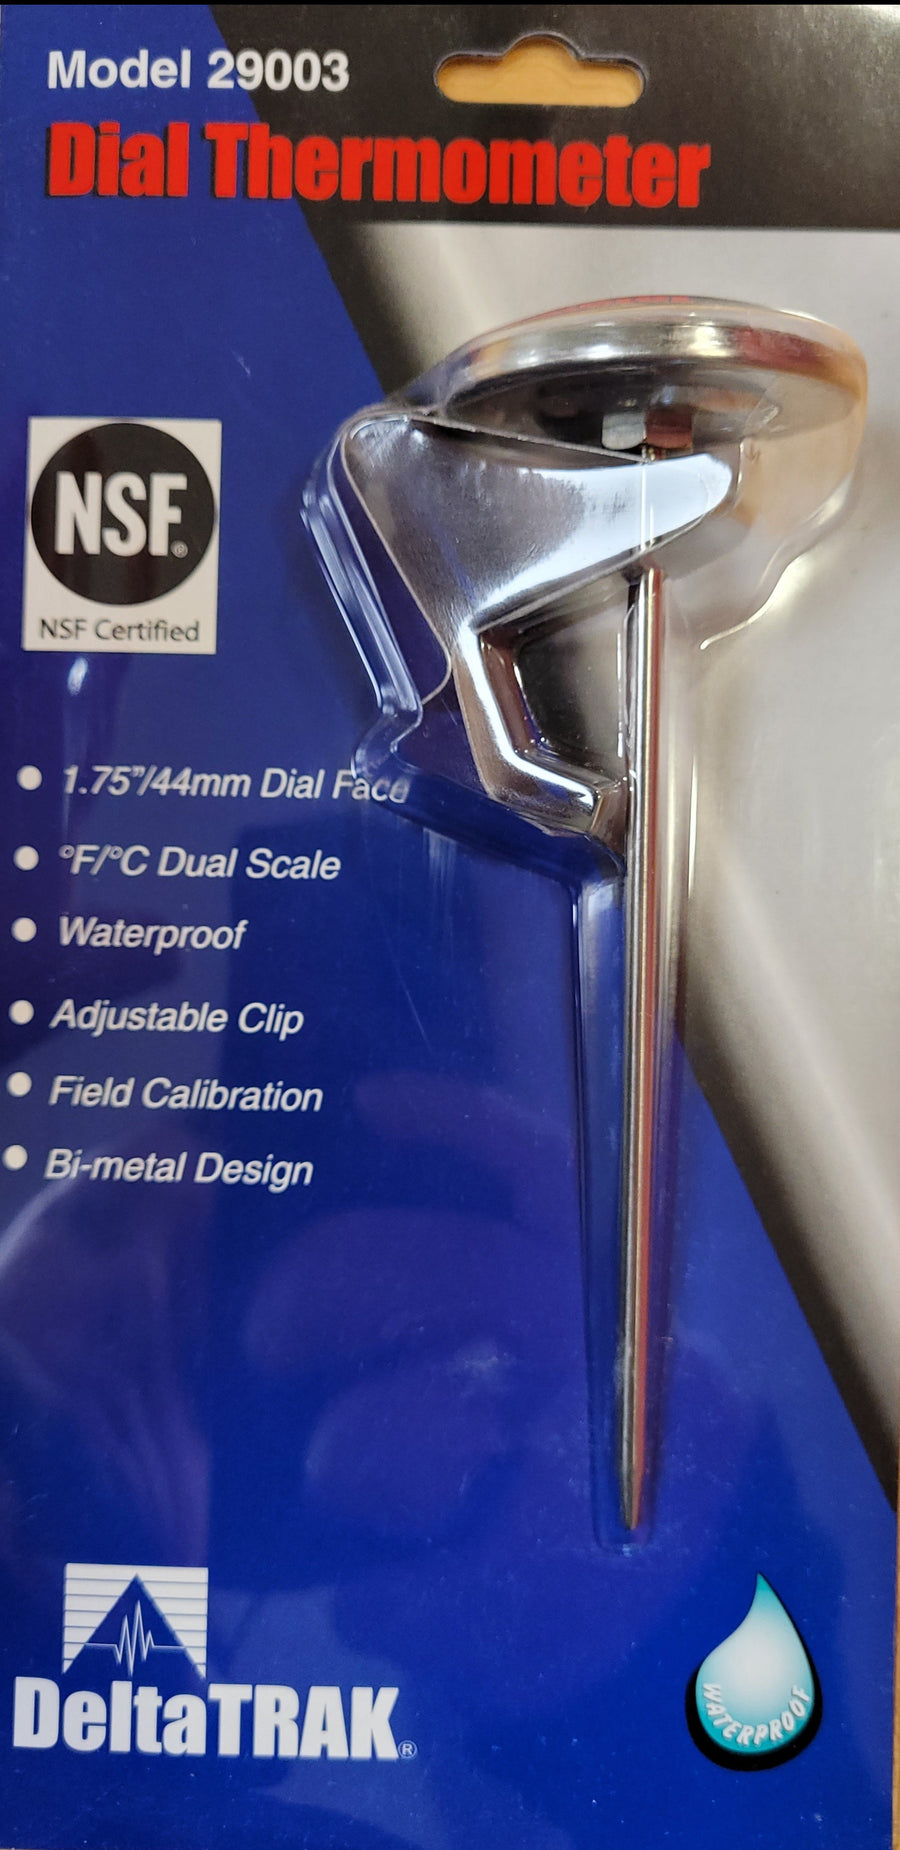 Model 29003
Dial Thermometer
NSF®
NSF Certified
1.75"/44mm Dial Face
°F/°C Dual Scale
Waterproof
Adjustable Clip
Field Calibration
Bi-metal Design
DeltaTRAK®
WATERPROOF